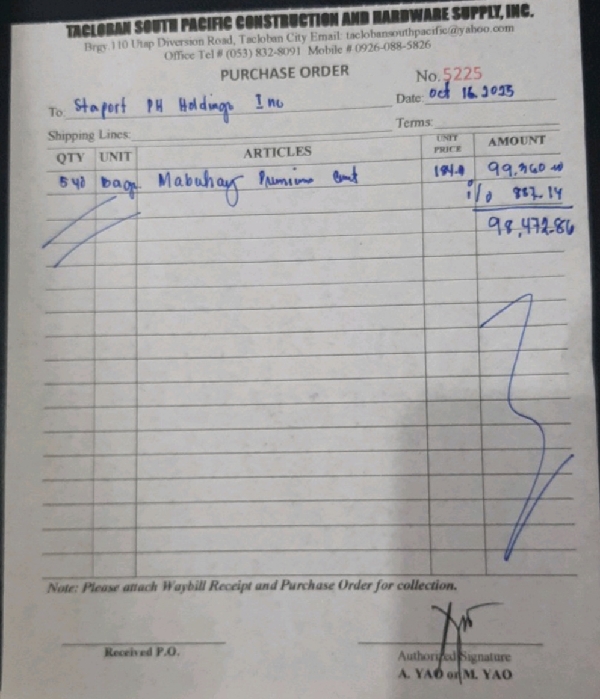 TACLOBAN SOUTH PACIFIC CONSTRUCTION AND HARDWARE SUPPLY, INC.
Brgy. 110 Utap Diversion Road, Tacloban City Email: taclobansouthpacific@yahoo.com
Office Tel # (053) 832-8091 Mobile # 0926-088-5826
PURCHASE ORDER
No. 5225
To: Staport PH Holdings Inc
Date: Oct 16 2025
Terms:
Shipping Lines:
QTY UNIT ARTICLES UNIT PRICE AMOUNT
540 bags Mabuhay Premium 184.0 99,360.00
887.14
98,472.86
Note: Please attach Waybill Receipt and Purchase Order for collection.
Received P.O.
Authorized Signature
A. YAO or M. YAO